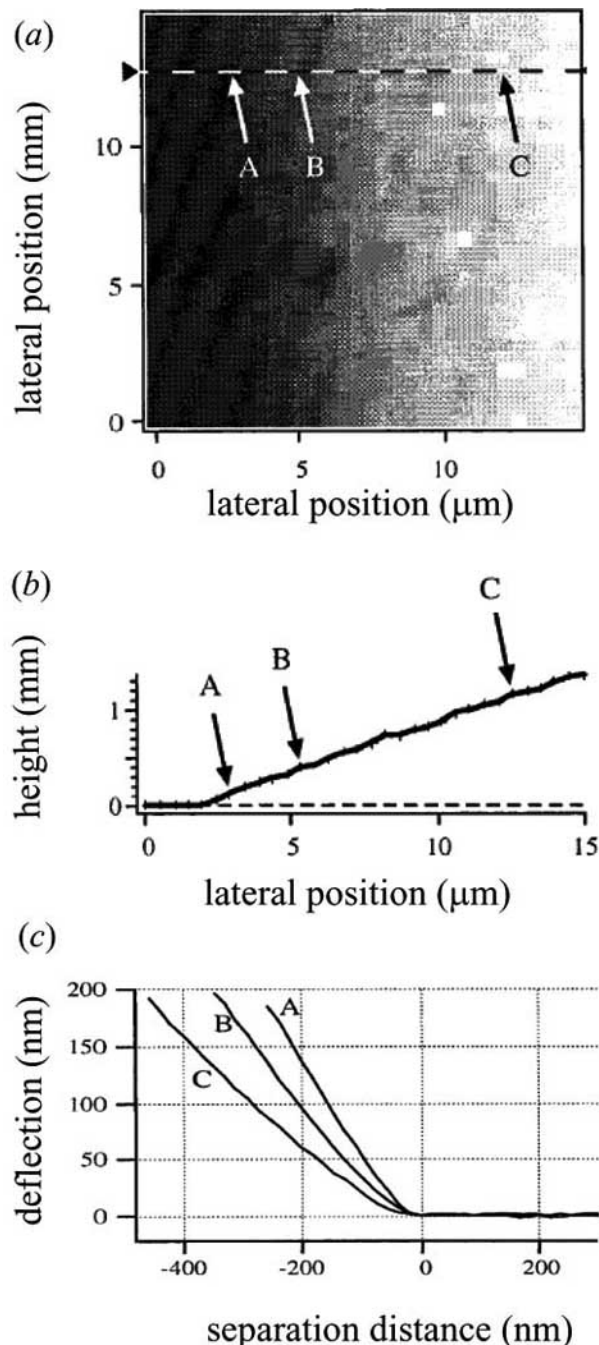 (a)
lateral position (mm)
10
5
0
A B C
0 5 10
lateral position (μm)
(b)
height (mm)
1
0
A
B
C
0 5 10 15
lateral position (μm)
(c)
deflection (nm)
200
150
100
50
0
A
B
C
-400 -200 0 200
separation distance (nm)